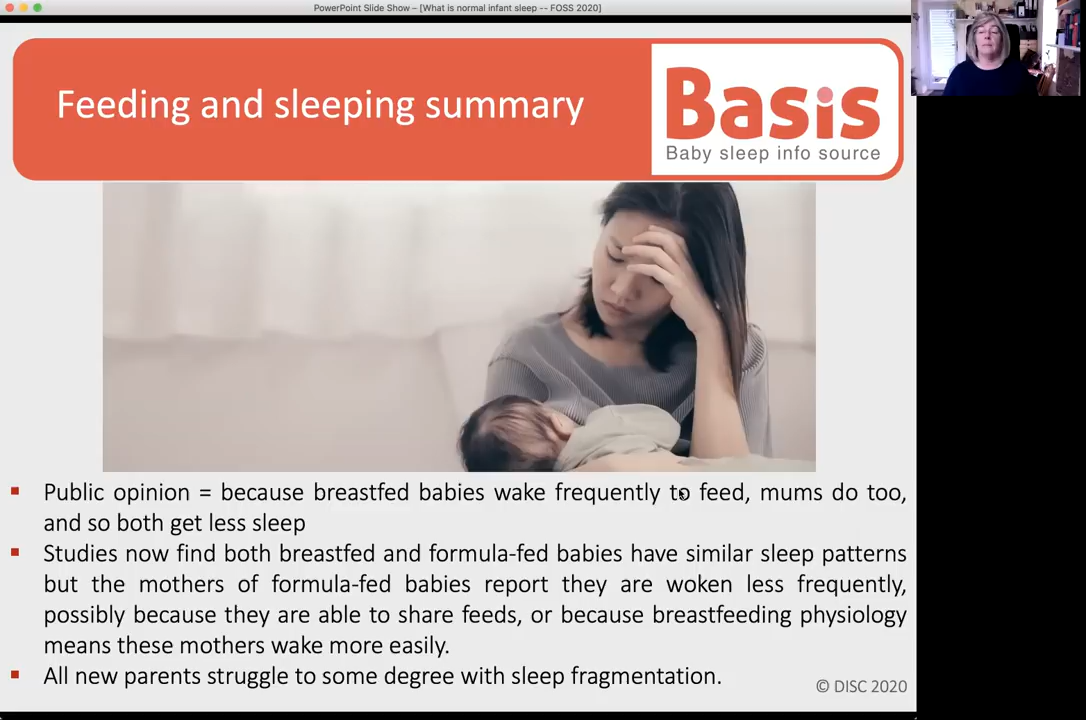 PowerPoint Slide Show – [What is normal infant sleep -- FOSS 2020]
Feeding and sleeping summary
Basis
Baby sleep info source
Public opinion = because breastfed babies wake frequently to feed, mums do too,
and so both get less sleep
Studies now find both breastfed and formula-fed babies have similar sleep patterns
but the mothers of formula-fed babies report they are woken less frequently,
possibly because they are able to share feeds, or because breastfeeding physiology
means these mothers wake more easily.
All new parents struggle to some degree with sleep fragmentation.
© DISC 2020